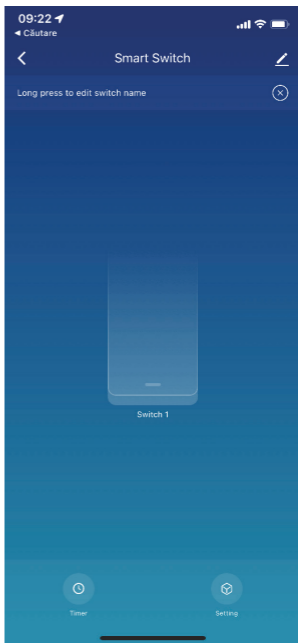 09:22
Căutare
Smart Switch
Long press to edit switch name
Switch 1
Timer
Setting